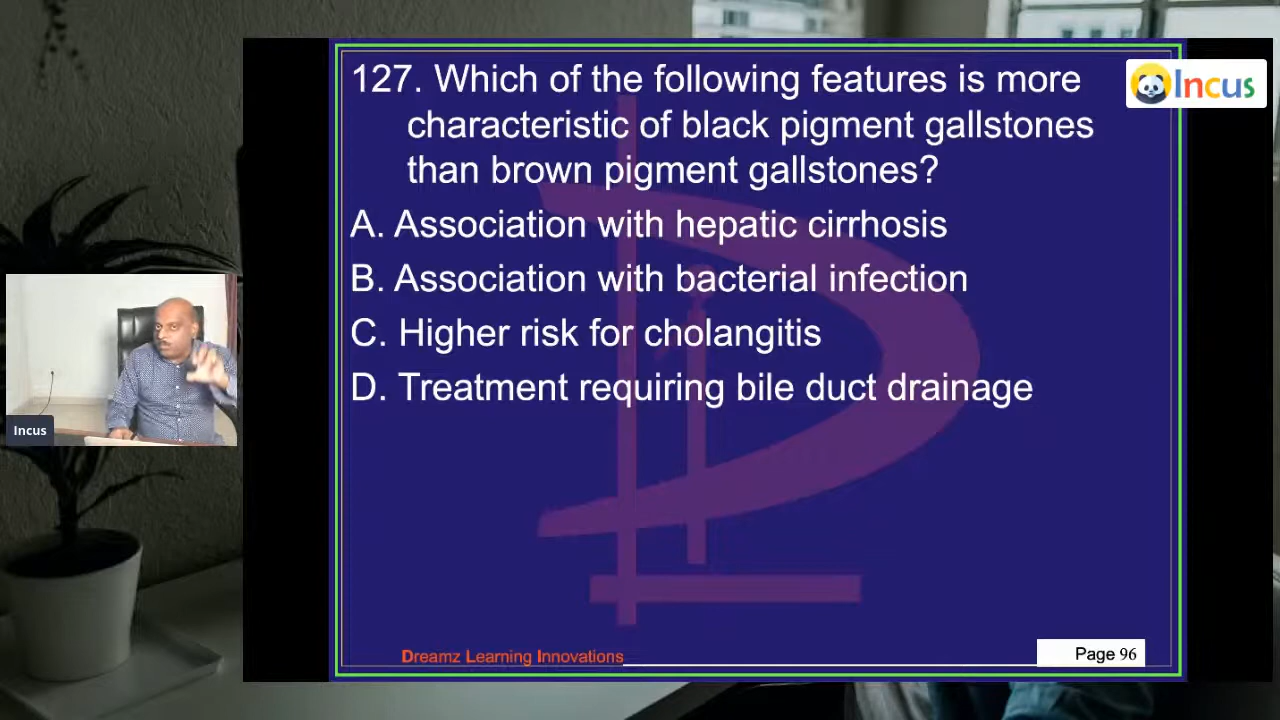 127. Which of the following features is more
characteristic of black pigment gallstones
than brown pigment gallstones?
A. Association with hepatic cirrhosis
B. Association with bacterial infection
C. Higher risk for cholangitis
D. Treatment requiring bile duct drainage
Incus
Incus
Dreamz Learning Innovations
Page 96